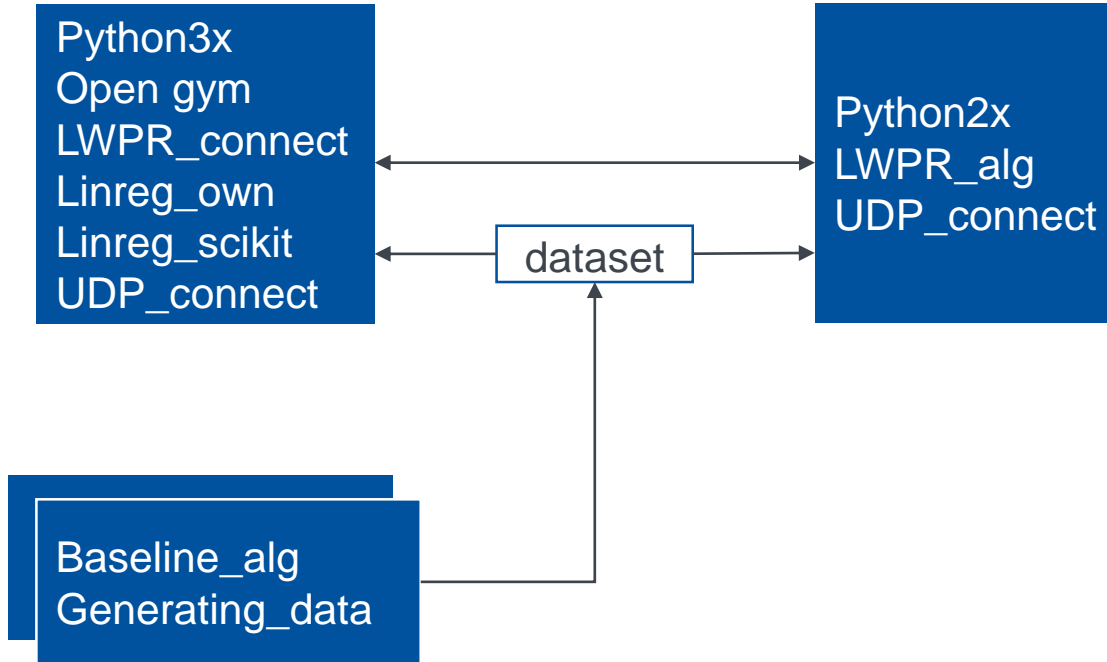 Python3x
Open gym
LWPR_connect
Linreg_own
Linreg_scikit
UDP_connect
Python2x
LWPR_alg
UDP_connect
dataset
Baseline_alg
Generating_data